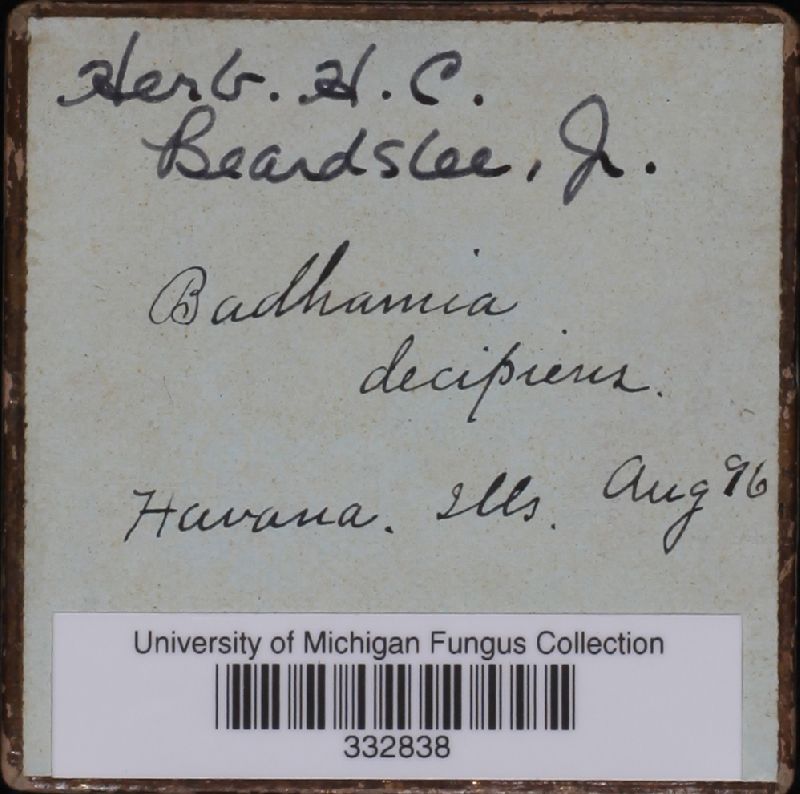 Herb. H. C.
Beardslee, Jr.
Badhamia
decipiens.
Havana. Ills. Aug 96
University of Michigan Fungus Collection
332838